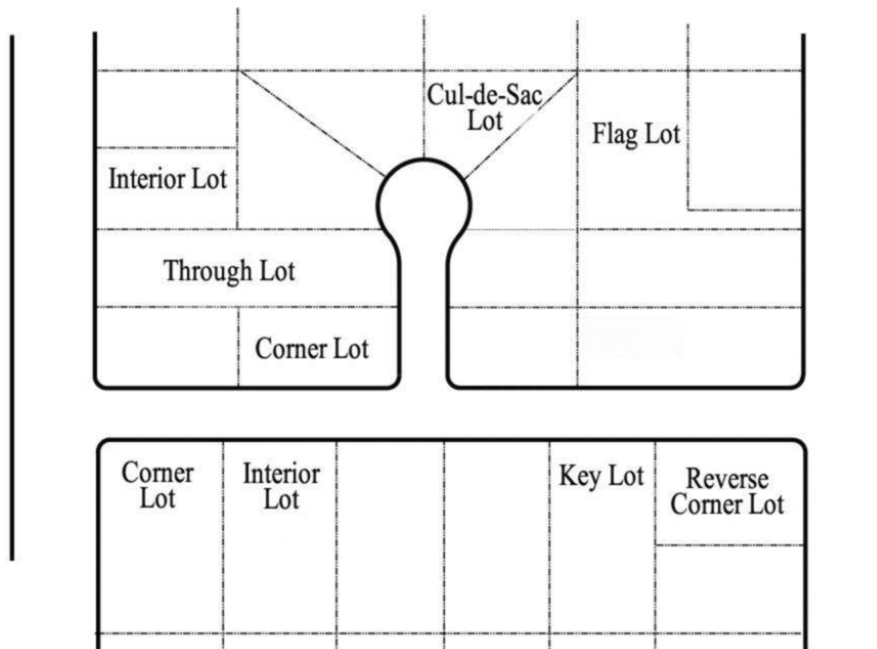 Cul-de-Sac
Lot
Flag Lot
Interior Lot
Through Lot
Corner Lot
Corner
Lot
Interior
Lot
Key Lot
Reverse
Corner Lot